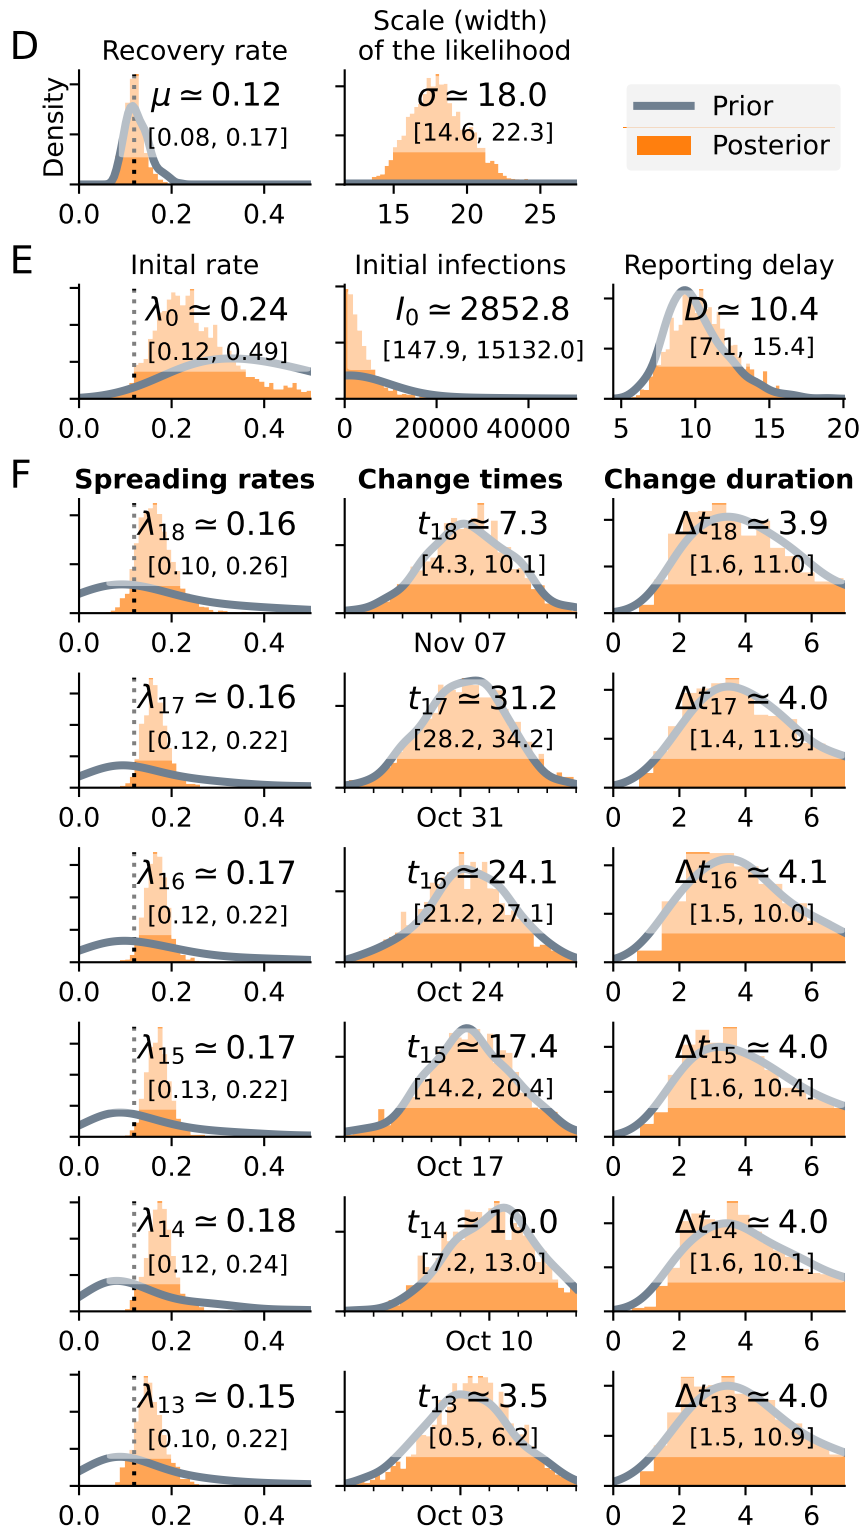 D
Recovery rate
Scale (width)
of the likelihood
Density
μ ≃ 0.12
[0.08, 0.17]
σ ≃ 18.0
[14.6, 22.3]
Prior
Posterior
0.0 0.2 0.4
15 20 25
E
Inital rate
Initial infections
Reporting delay
λ0 ≃ 0.24
[0.12, 0.49]
I0 ≃ 2852.8
[147.9, 15132.0]
D ≃ 10.4
[7.1, 15.4]
0.0 0.2 0.4
0 20000 40000
5 10 15 20
F
Spreading rates
Change times
Change duration
λ18 ≃ 0.16
[0.10, 0.26]
t18 ≃ 7.3
[4.3, 10.1]
Δt18 ≃ 3.9
[1.6, 11.0]
0.0 0.2 0.4
Nov 07
0 2 4 6
λ17 ≃ 0.16
[0.12, 0.22]
t17 ≃ 31.2
[28.2, 34.2]
Δt17 ≃ 4.0
[1.4, 11.9]
0.0 0.2 0.4
Oct 31
0 2 4 6
λ16 ≃ 0.17
[0.12, 0.22]
t16 ≃ 24.1
[21.2, 27.1]
Δt16 ≃ 4.1
[1.5, 10.0]
0.0 0.2 0.4
Oct 24
0 2 4 6
λ15 ≃ 0.17
[0.13, 0.22]
t15 ≃ 17.4
[14.2, 20.4]
Δt15 ≃ 4.0
[1.6, 10.4]
0.0 0.2 0.4
Oct 17
0 2 4 6
λ14 ≃ 0.18
[0.12, 0.24]
t14 ≃ 10.0
[7.2, 13.0]
Δt14 ≃ 4.0
[1.6, 10.1]
0.0 0.2 0.4
Oct 10
0 2 4 6
λ13 ≃ 0.15
[0.10, 0.22]
t13 ≃ 3.5
[0.5, 6.2]
Δt13 ≃ 4.0
[1.5, 10.9]
0.0 0.2 0.4
Oct 03
0 2 4 6